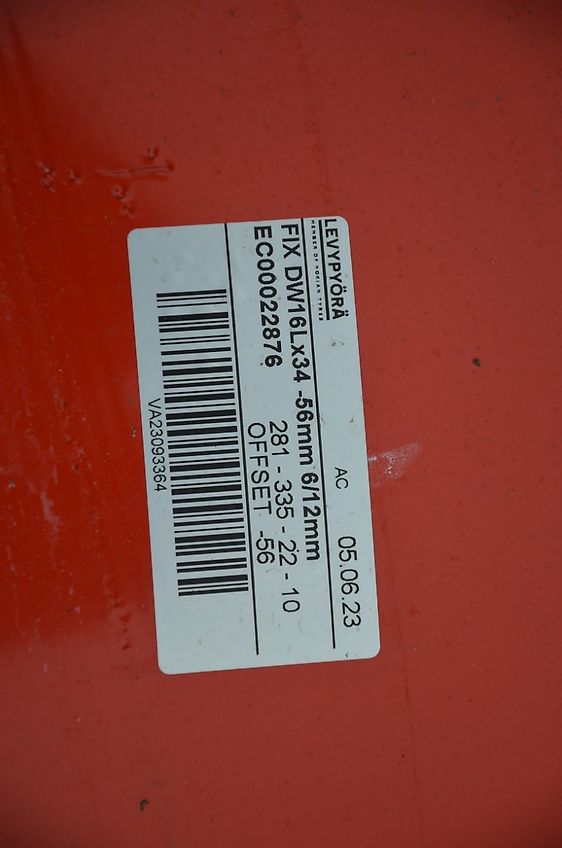 LEVYPYÖRÄ
MEMBER OF NOKIAN TYRES
AC 05.06.23
FIX DW16Lx34 -56mm 6/12mm
EC00022876 281 - 335 - 22 - 10
OFFSET -56
VA23093364